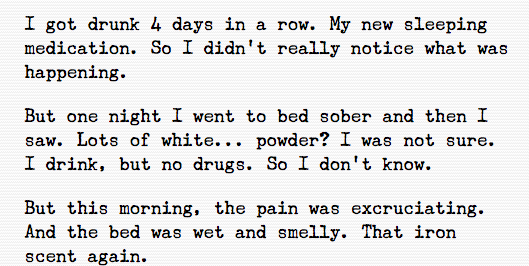 I got drunk 4 days in a row. My new sleeping
medication. So I didn't really notice what was
happening.
But one night I went to bed sober and then I
saw. Lots of white... powder? I was not sure.
I drink, but no drugs. So I don't know.
But this morning, the pain was excruciating.
And the bed was wet and smelly. That iron
scent again.